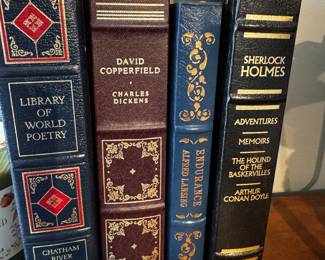 LIBRARY
OF WORLD
POETRY
CHATHAM
RIVER
DAVID
COPPERFIELD
CHARLES
DICKENS
ENDURANCE
ALFRED LANSING
SHERLOCK
HOLMES
ADVENTURES
MEMOIRS
THE HOUND OF
THE
BASKERVILLES
ARTHUR
CONAN DOYLE